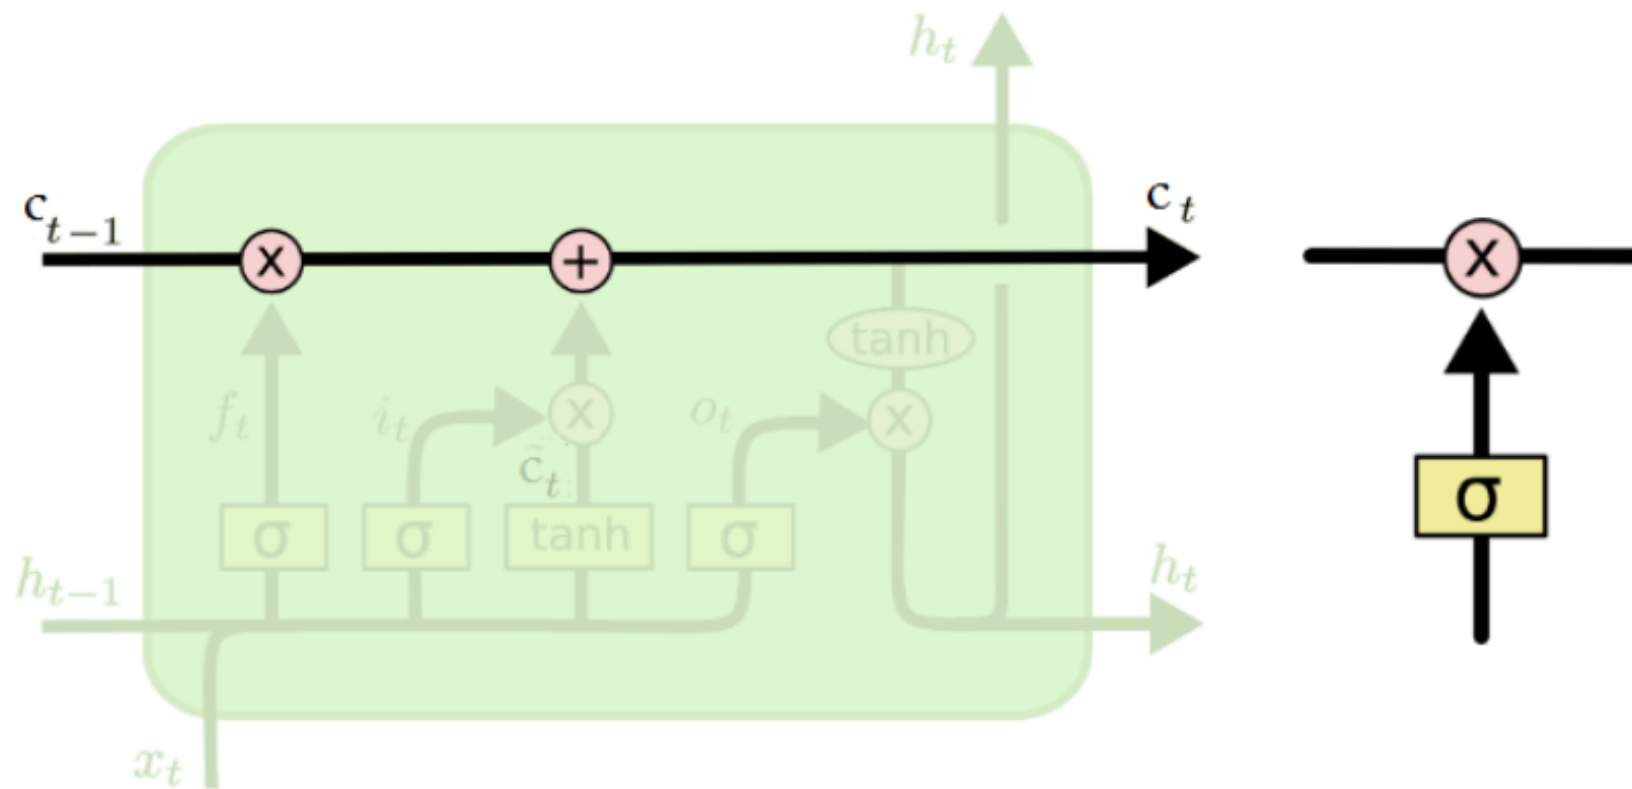 h_t
c_{t-1}
c_t
x
+
x
tanh
f_t
i_t
x
o_t
x
c̃_t
σ
σ
tanh
σ
σ
h_{t-1}
h_t
x_t